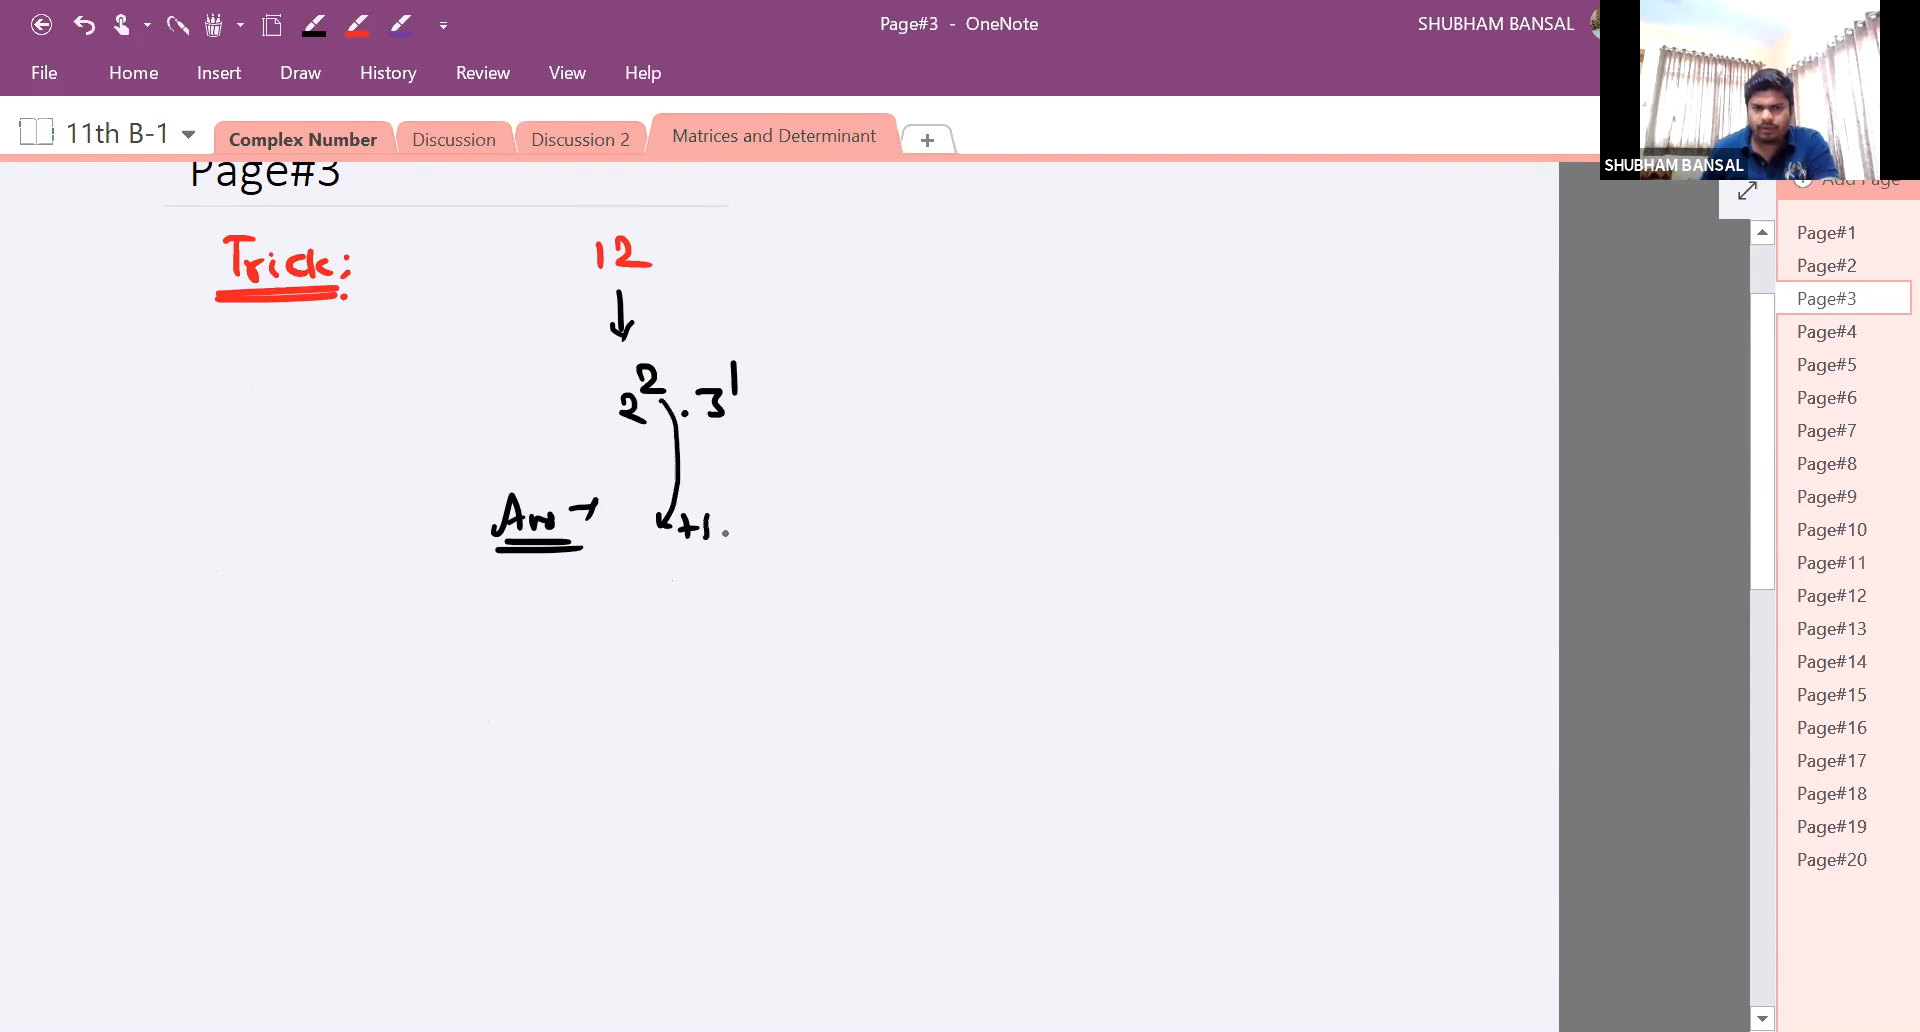 Page#3 - OneNote
SHUBHAM BANSAL
File Home Insert Draw History Review View Help
SHUBHAM BANSAL
11th B-1 Complex Number Discussion Discussion 2 Matrices and Determinant +
Page#3
Add Page
Trick:
12
2² . 3¹
Ans →
+1
Page#1
Page#2
Page#3
Page#4
Page#5
Page#6
Page#7
Page#8
Page#9
Page#10
Page#11
Page#12
Page#13
Page#14
Page#15
Page#16
Page#17
Page#18
Page#19
Page#20